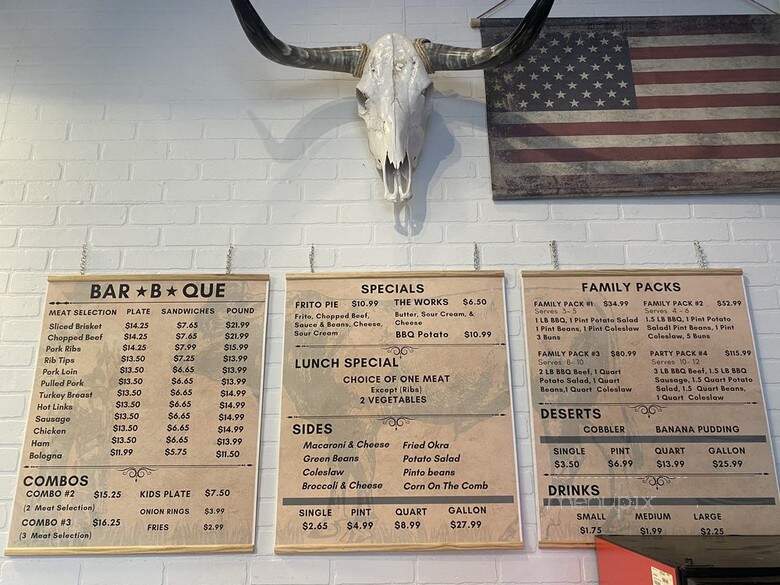 BAR ★ B ★ QUE
MEAT SELECTION PLATE SANDWICHES POUND
Sliced Brisket $14.25 $7.65 $21.99
Chopped Beef $14.25 $7.65 $21.99
Pork Ribs $14.25 $7.99 $15.99
Rib Tips $13.50 $7.25 $13.99
Pork Loin $13.50 $6.65 $13.99
Pulled Pork $13.50 $6.65 $13.99
Turkey Breast $13.50 $6.65 $14.99
Hot Links $13.50 $6.65 $14.99
Sausage $13.50 $6.65 $14.99
Chicken $13.50 $6.65 $14.99
Ham $13.50 $6.65 $13.99
Bologna $11.99 $5.75 $11.50
COMBOS
COMBO #2 $15.25 KIDS PLATE $7.50
(2 Meat Selection) ONION RINGS $3.99
COMBO #3 $16.25 FRIES $2.99
(3 Meat Selection)
SPECIALS
FRITO PIE $10.99 THE WORKS $6.50
Frito, Chopped Beef, Butter, Sour Cream, &
Sauce & Beans, Cheese, Cheese
Sour Cream BBQ Potato $10.99
LUNCH SPECIAL
CHOICE OF ONE MEAT
Except (Ribs)
2 VEGETABLES
SIDES
Macaroni & Cheese Fried Okra
Green Beans Potato Salad
Coleslaw Pinto beans
Broccoli & Cheese Corn On The Comb
SINGLE PINT QUART GALLON
$2.65 $4.99 $8.99 $27.99
FAMILY PACKS
FAMILY PACK #1 $34.99 FAMILY PACK #2 $52.99
Serves 3-5 Serves 4 - 6
1 LB BBQ, 1 Pint Potato Salad 1.5 LB BBQ, 1 Pint Potato
1 Pint Beans, 1 Pint Coleslaw Saladl Pint Beans, 1 Pint
3 Buns Coleslaw, 5 Buns
FAMILY PACK #3 $80.99 PARTY PACK #4 $115.99
Serves 8- 10 Serves 10- 12
2 LB BBQ Beef, 1 Quart 3 LB BBQ Beef, 1.5 LB BBQ
Potato Salad, 1 Quart Sausage, 1.5 Quart Potato
Beans,1 Quart Coleslaw Salad, 1.5 Quart Beans,
1 Quart Coleslaw
DESERTS
COBBLER BANANA PUDDING
SINGLE PINT QUART GALLON
$3.50 $6.99 $13.99 $25.99
DRINKS
menupix
SMALL MEDIUM LARGE
$1.75 $1.99 $2.25